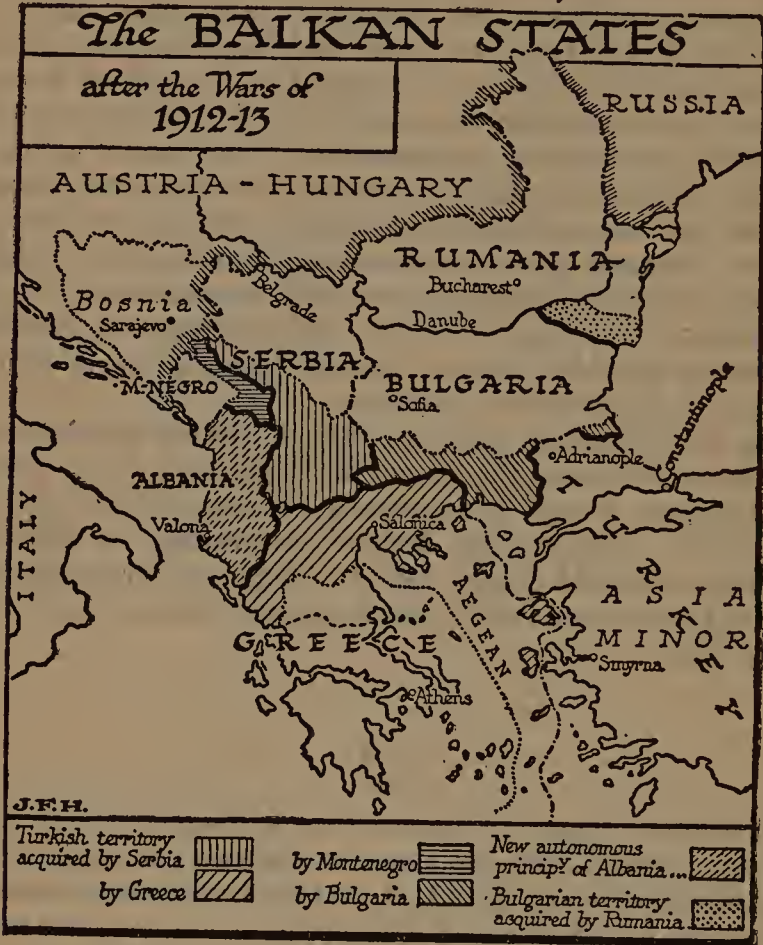 The BALKAN STATES
after the Wars of
1912-13
RUSSIA
AUSTRIA-HUNGARY
RUMANIA
Bucharest
Belgrade
Bosnia
Sarajevo
Danube
SERBIA
M-NEGRO
BULGARIA
Sofia
Constantinople
Adrianople
ALBANIA
TURKEY
Valona
Salonica
ITALY
AEGEAN
ASIA
MINOR
GREECE
Smyrna
Athens
J.F.H.
Turkish territory
acquired by Serbia
by Greece
by Montenegro
by Bulgaria
New autonomous
principY of Albania...
Bulgarian territory
acquired by Rumania